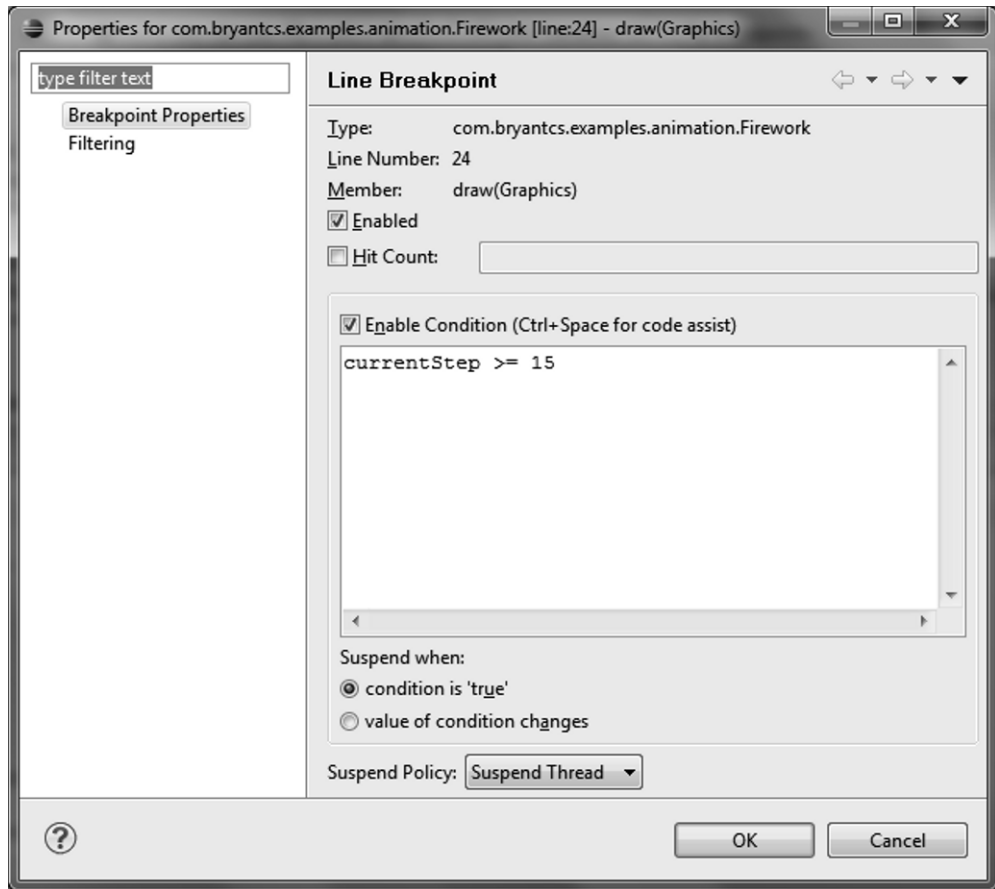 Properties for com.bryantcs.examples.animation.Firework [line:24] - draw(Graphics)
type filter text
Breakpoint Properties
Filtering
Line Breakpoint
Type: com.bryantcs.examples.animation.Firework
Line Number: 24
Member: draw(Graphics)
Enabled
Hit Count:
Enable Condition (Ctrl+Space for code assist)
currentStep >= 15
Suspend when:
condition is 'true'
value of condition changes
Suspend Policy: Suspend Thread
?
OK Cancel